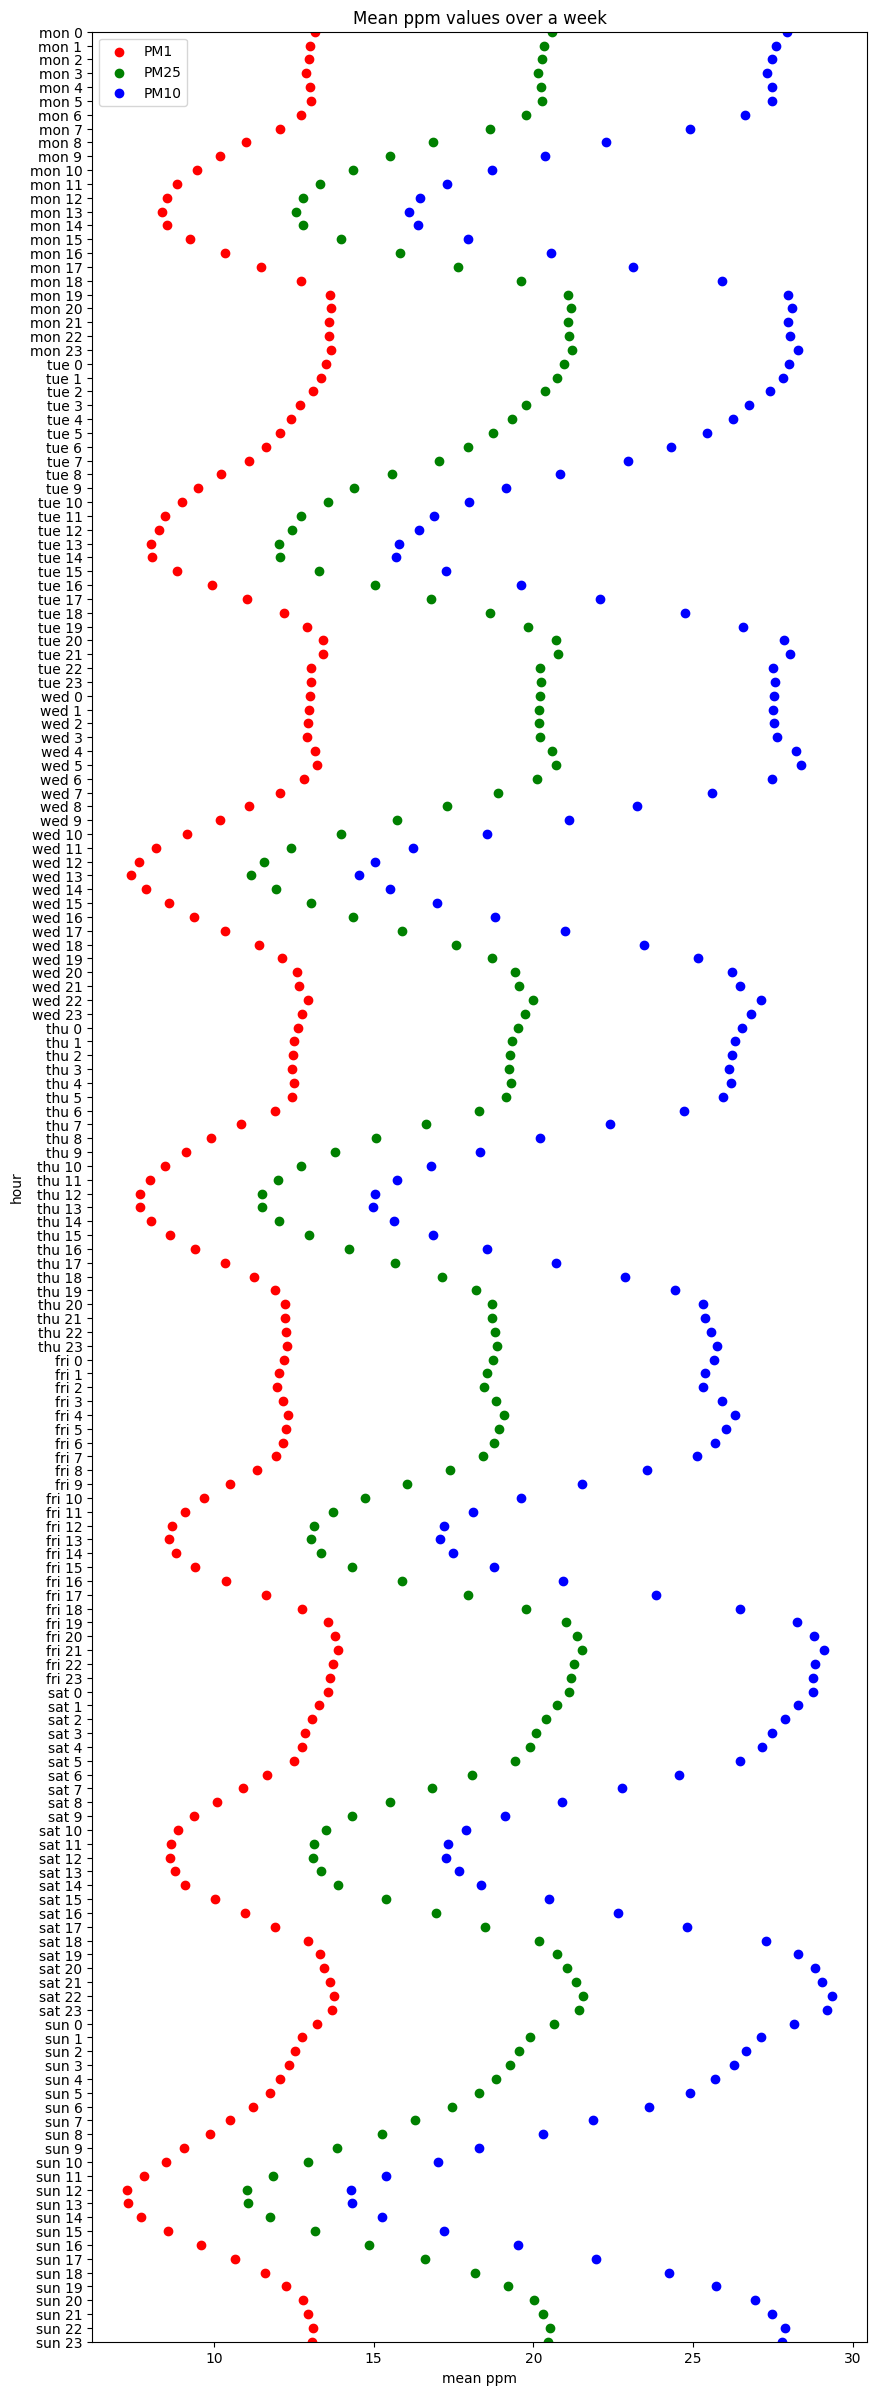 Mean ppm values over a week
PM1
PM25
PM10
mon 0
mon 1
mon 2
mon 3
mon 4
mon 5
mon 6
mon 7
mon 8
mon 9
mon 10
mon 11
mon 12
mon 13
mon 14
mon 15
mon 16
mon 17
mon 18
mon 19
mon 20
mon 21
mon 22
mon 23
tue 0
tue 1
tue 2
tue 3
tue 4
tue 5
tue 6
tue 7
tue 8
tue 9
tue 10
tue 11
tue 12
tue 13
tue 14
tue 15
tue 16
tue 17
tue 18
tue 19
tue 20
tue 21
tue 22
tue 23
wed 0
wed 1
wed 2
wed 3
wed 4
wed 5
wed 6
wed 7
wed 8
wed 9
wed 10
wed 11
wed 12
wed 13
wed 14
wed 15
wed 16
wed 17
wed 18
wed 19
wed 20
wed 21
wed 22
wed 23
thu 0
thu 1
thu 2
thu 3
thu 4
thu 5
thu 6
thu 7
thu 8
thu 9
thu 10
thu 11
thu 12
thu 13
thu 14
thu 15
thu 16
thu 17
thu 18
thu 19
thu 20
thu 21
thu 22
thu 23
fri 0
fri 1
fri 2
fri 3
fri 4
fri 5
fri 6
fri 7
fri 8
fri 9
fri 10
fri 11
fri 12
fri 13
fri 14
fri 15
fri 16
fri 17
fri 18
fri 19
fri 20
fri 21
fri 22
fri 23
sat 0
sat 1
sat 2
sat 3
sat 4
sat 5
sat 6
sat 7
sat 8
sat 9
sat 10
sat 11
sat 12
sat 13
sat 14
sat 15
sat 16
sat 17
sat 18
sat 19
sat 20
sat 21
sat 22
sat 23
sun 0
sun 1
sun 2
sun 3
sun 4
sun 5
sun 6
sun 7
sun 8
sun 9
sun 10
sun 11
sun 12
sun 13
sun 14
sun 15
sun 16
sun 17
sun 18
sun 19
sun 20
sun 21
sun 22
sun 23
hour
10 15 20 25 30
mean ppm